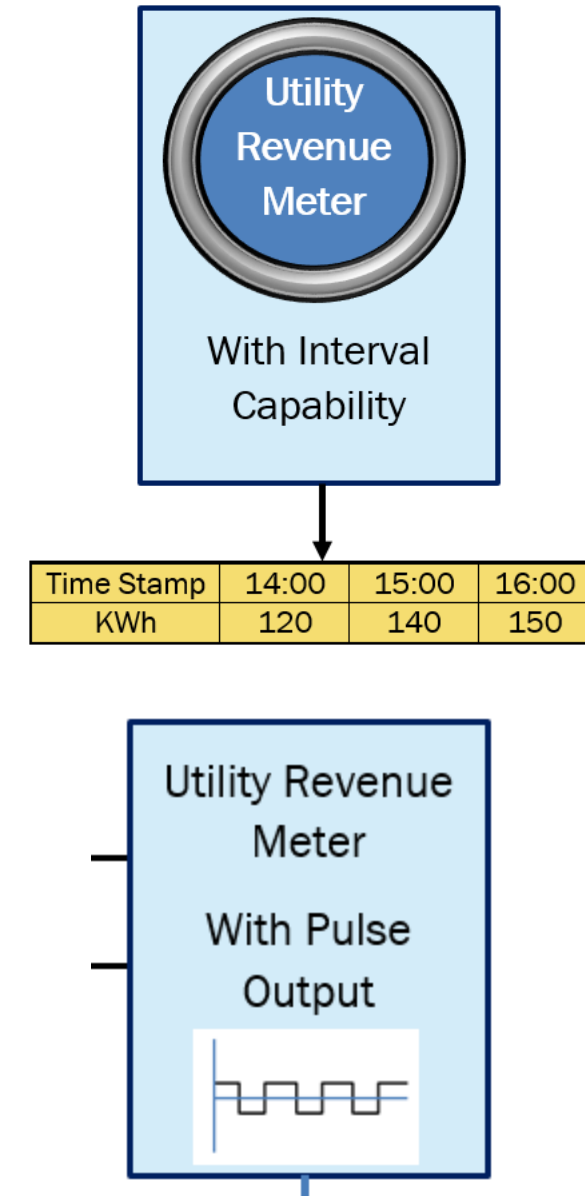 Utility
Revenue
Meter
With Interval
Capability
Time Stamp 14:00 15:00 16:00
KWh 120 140 150
Utility Revenue
Meter
With Pulse
Output